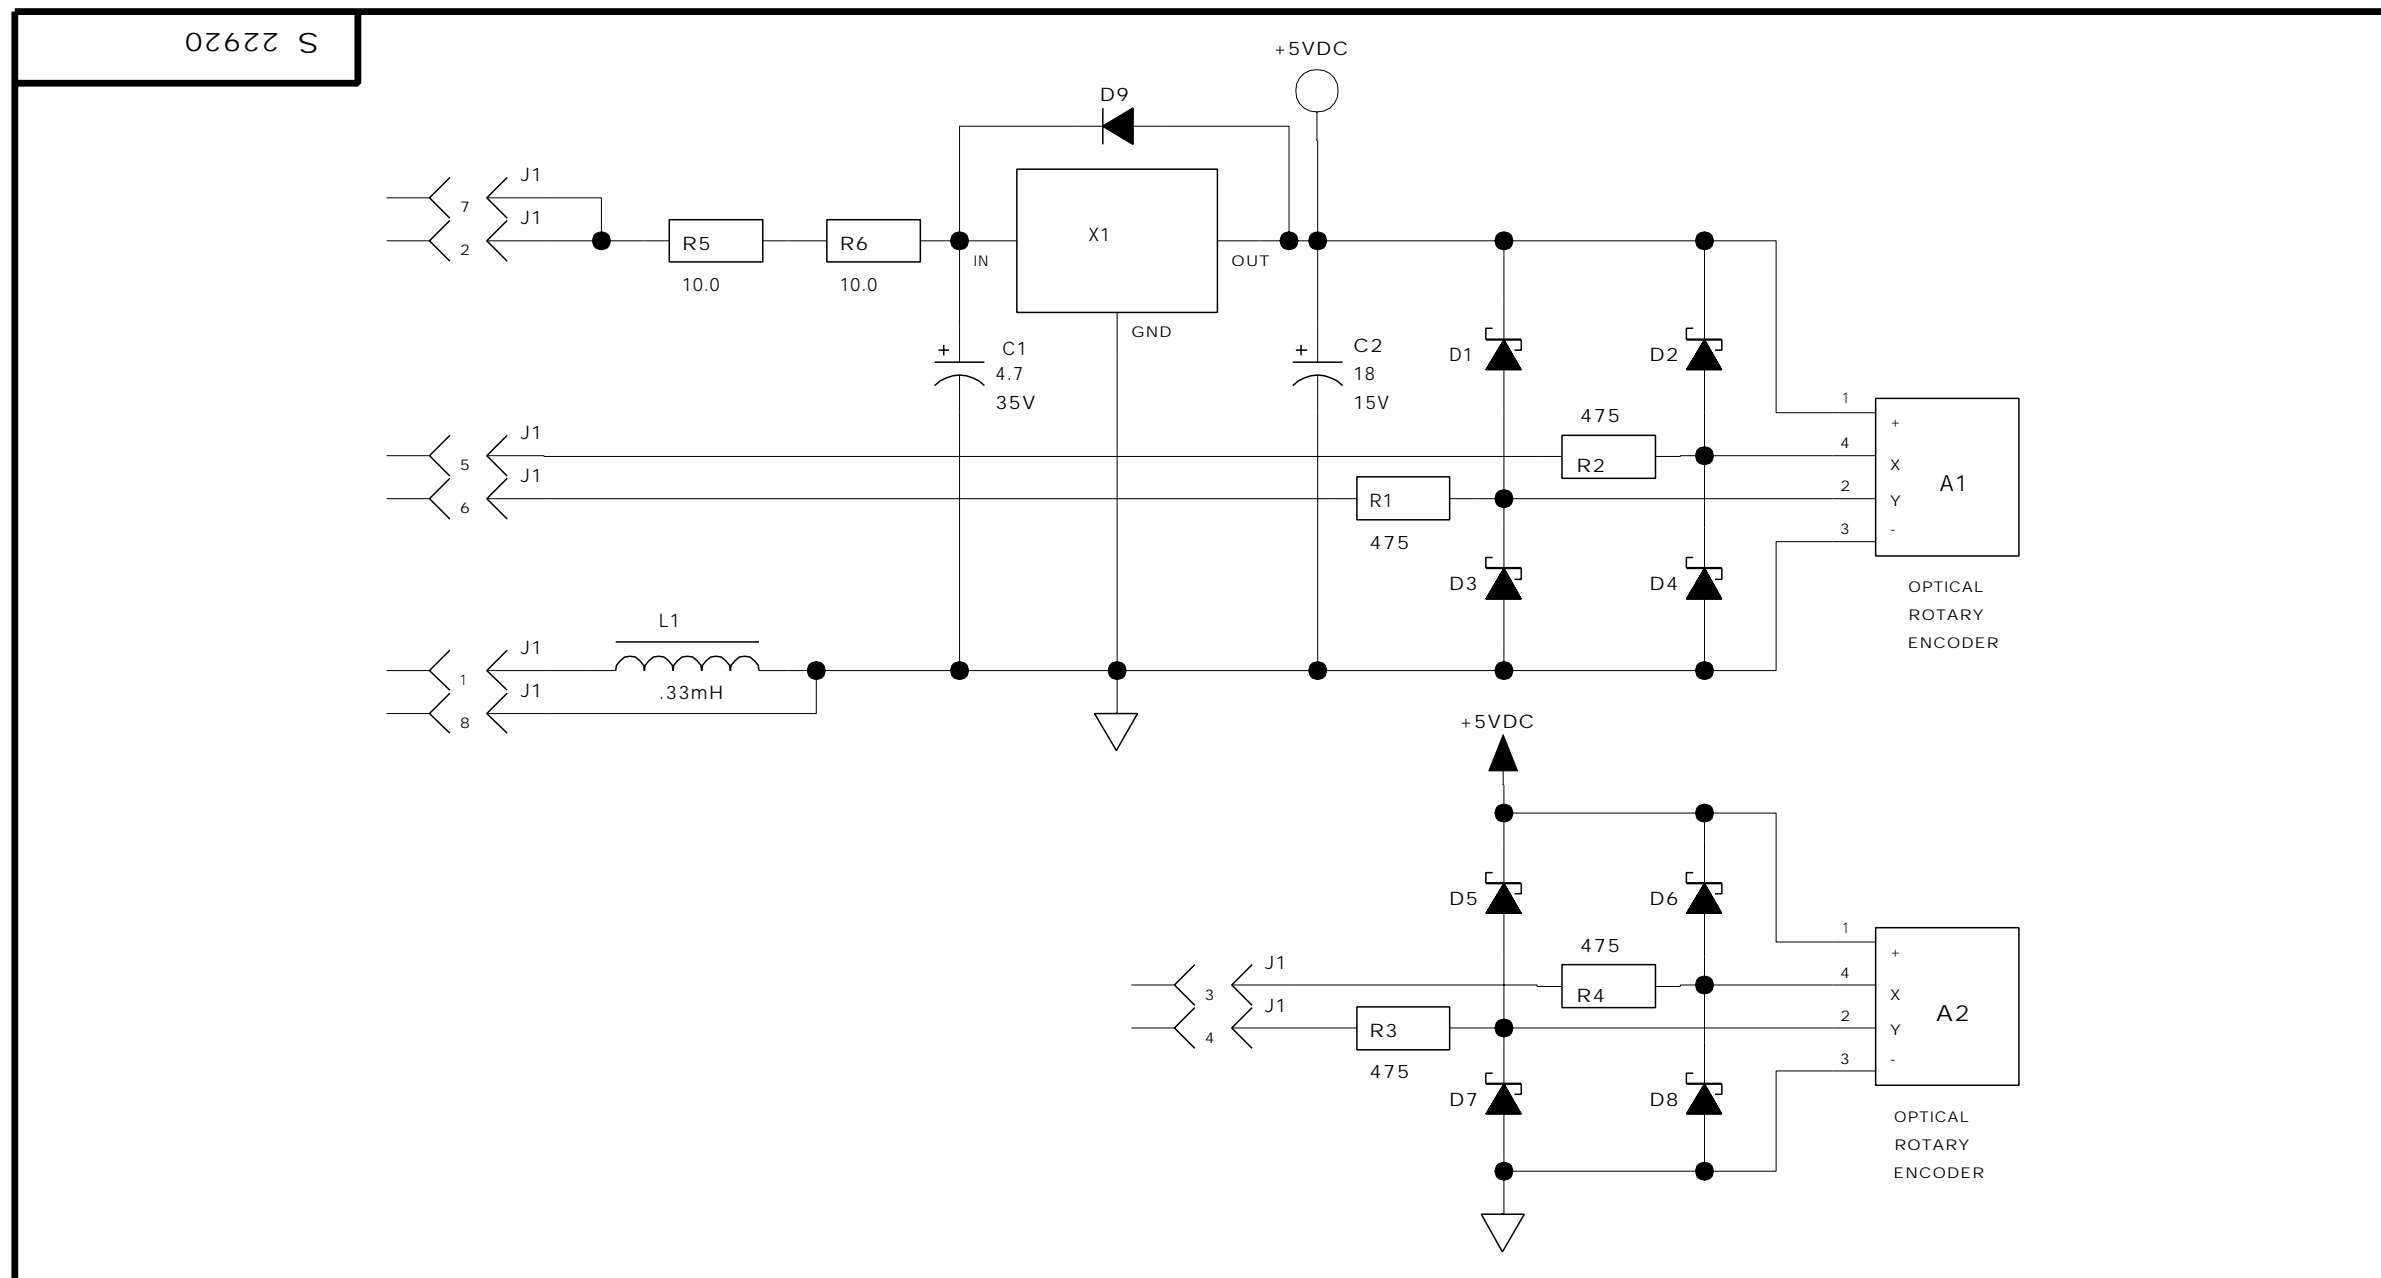 S 22920
+5VDC
D9
J1
7
J1
2
R5
10.0
R6
10.0
IN
X1
OUT
GND
+
C1
4.7
35V
+
C2
18
15V
D1
D2
J1
5
J1
6
475
R2
R1
475
1
4
2
3
+
X
Y
-
A1
D3
D4
OPTICAL
ROTARY
ENCODER
L1
.33mH
J1
1
J1
8
+5VDC
D5
D6
J1
3
J1
4
475
R4
R3
475
1
4
2
3
+
X
Y
-
A2
D7
D8
OPTICAL
ROTARY
ENCODER